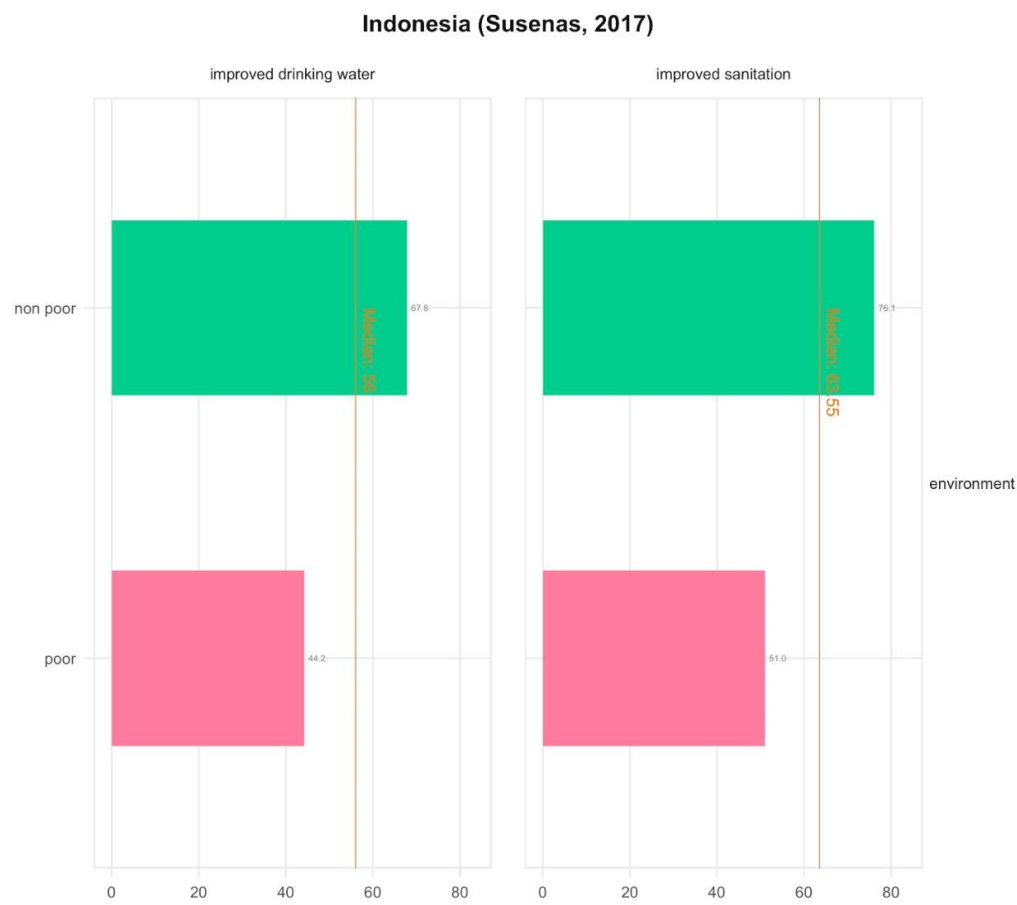 Indonesia (Susenas, 2017)
improved drinking water
improved sanitation
non poor
67.8
Median: 56
76.1
Median: 63.55
environment
poor
44.2
51.0
0 20 40 60 80
0 20 40 60 80